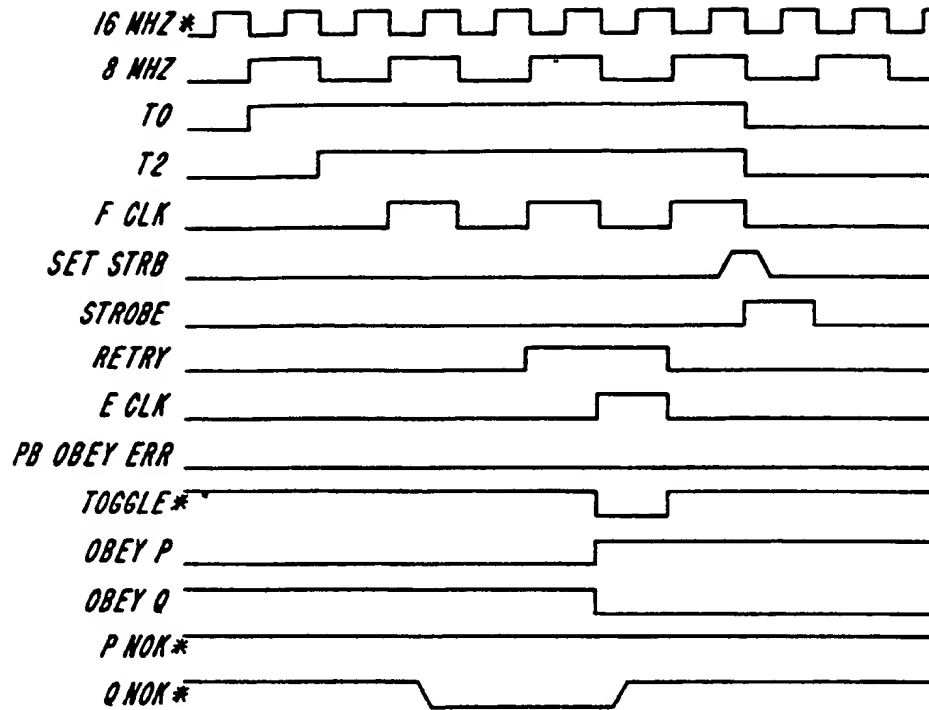 16 MHZ*
8 MHZ
T0
T2
F CLK
SET STRB
STROBE
RETRY
E CLK
PB OBEY ERR
TOGGLE*
OBEY P
OBEY Q
P NOK*
Q NOK*